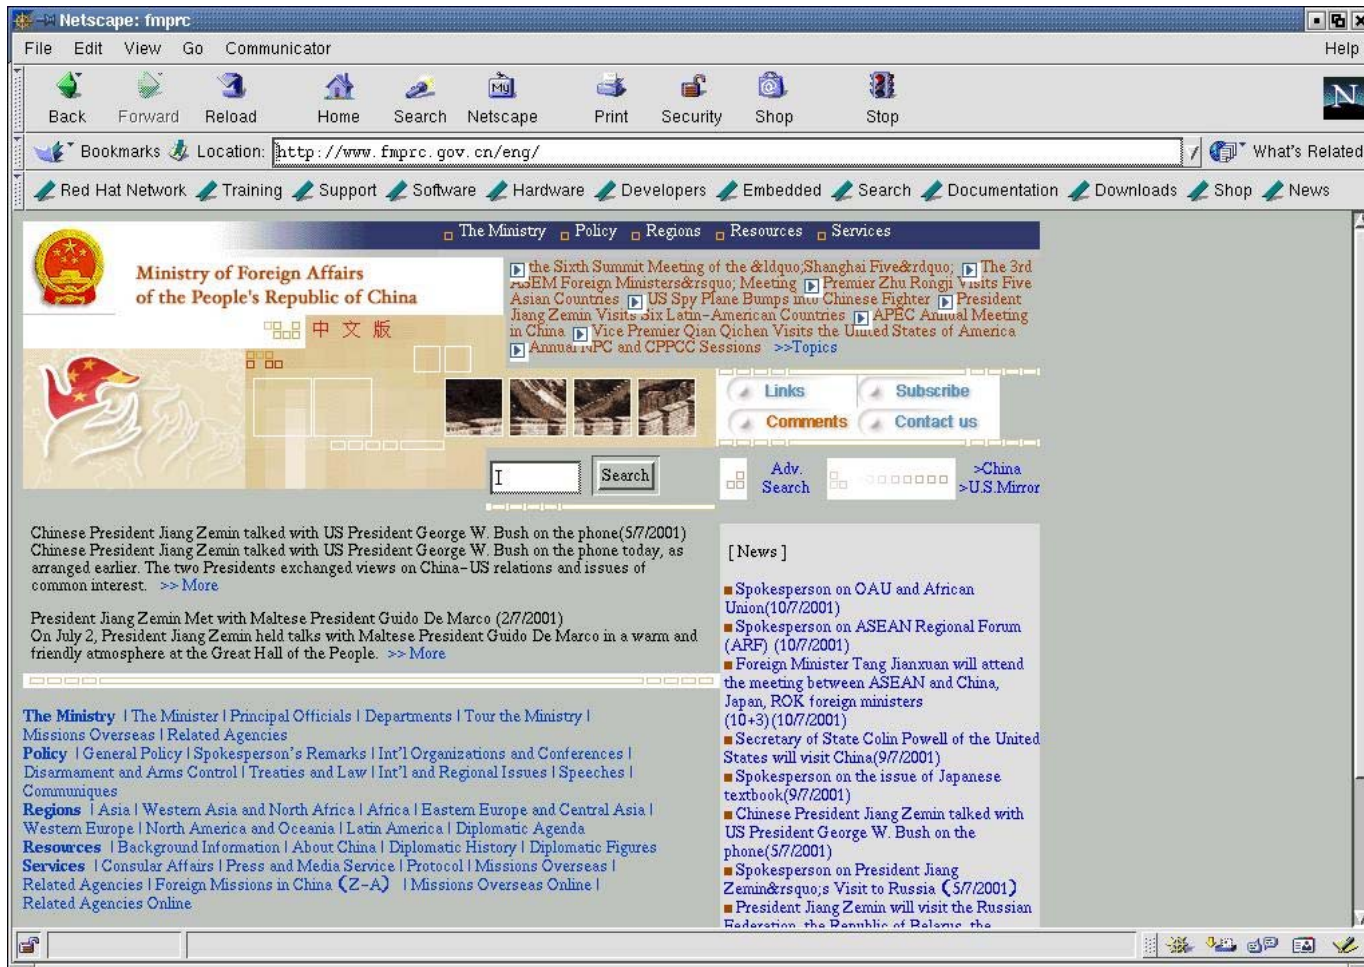 Netscape: fmprc
File Edit View Go Communicator Help
Back Forward Reload Home Search Netscape Print Security Shop Stop
My
N
Bookmarks Location: http://www.fmprc.gov.cn/eng/ What's Related
Red Hat Network Training Support Software Hardware Developers Embedded Search Documentation Downloads Shop News
The Ministry Policy Regions Resources Services
Ministry of Foreign Affairs
of the People's Republic of China
中文版
the Sixth Summit Meeting of the &ldquo;Shanghai Five&rdquo; The 3rd
ASEM Foreign Ministers&rsquo; Meeting Premier Zhu Rongji Visits Five
Asian Countries US Spy Plane Bumps into Chinese Fighter President
Jiang Zemin Visits Six Latin-American Countries APEC Annual Meeting
in China Vice Premier Qian Qichen Visits the United States of America
Annual NPC and CPPCC Sessions >>Topics
Links Subscribe
Comments Contact us
Search
Adv.
Search
>China
>U.S.Mirror
Chinese President Jiang Zemin talked with US President George W. Bush on the phone(5/7/2001)
Chinese President Jiang Zemin talked with US President George W. Bush on the phone today, as
arranged earlier. The two Presidents exchanged views on China-US relations and issues of
common interest. >> More
President Jiang Zemin Met with Maltese President Guido De Marco (2/7/2001)
On July 2, President Jiang Zemin held talks with Maltese President Guido De Marco in a warm and
friendly atmosphere at the Great Hall of the People. >> More
The Ministry | The Minister | Principal Officials | Departments | Tour the Ministry |
Missions Overseas | Related Agencies
Policy | General Policy | Spokesperson's Remarks | Int'l Organizations and Conferences |
Disarmament and Arms Control | Treaties and Law | Int'l and Regional Issues | Speeches |
Communiques
Regions | Asia | Western Asia and North Africa | Africa | Eastern Europe and Central Asia |
Western Europe | North America and Oceania | Latin America | Diplomatic Agenda
Resources | Background Information | About China | Diplomatic History | Diplomatic Figures
Services | Consular Affairs | Press and Media Service | Protocol | Missions Overseas |
Related Agencies | Foreign Missions in China (Z-A) | Missions Overseas Online |
Related Agencies Online
[ News ]
Spokesperson on OAU and African
Union(10/7/2001)
Spokesperson on ASEAN Regional Forum
(ARF) (10/7/2001)
Foreign Minister Tang Jianxuan will attend
the meeting between ASEAN and China,
Japan, ROK foreign ministers
(10+3) (10/7/2001)
Secretary of State Colin Powell of the United
States will visit China(9/7/2001)
Spokesperson on the issue of Japanese
textbook(9/7/2001)
Chinese President Jiang Zemin talked with
US President George W. Bush on the
phone(5/7/2001)
Spokesperson on President Jiang
Zemin&rsquo;s Visit to Russia (5/7/2001)
President Jiang Zemin will visit the Russian
Federation, the Republic of Belarus, the